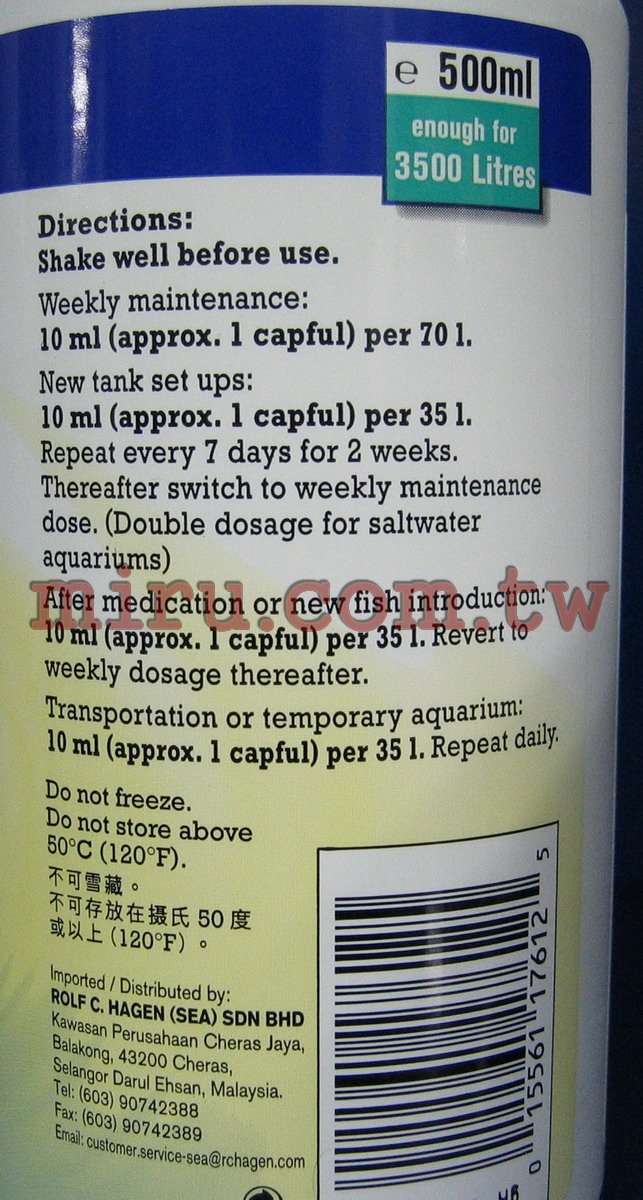 e 500ml
enough for
3500 Litres
Directions:
Shake well before use.
Weekly maintenance:
10 ml (approx. 1 capful) per 70 l.
New tank set ups:
10 ml (approx. 1 capful) per 35 l.
Repeat every 7 days for 2 weeks.
Thereafter switch to weekly maintenance
dose. (Double dosage for saltwater
aquariums)
miru.com.tw
After medication or new fish introduction:
10 ml (approx. 1 capful) per 35 l. Revert to
weekly dosage thereafter.
Transportation or temporary aquarium:
10 ml (approx. 1 capful) per 35 l. Repeat daily.
Do not freeze.
Do not store above
50°C (120°F).
不可雪藏。
不可存放在摄氏 50 度
或以上 (120°F) 。
Imported / Distributed by:
ROLF C. HAGEN (SEA) SDN BHD
Kawasan Perusahaan Cheras Jaya,
Balakong, 43200 Cheras,
Selangor Darul Ehsan, Malaysia.
Tel: (603) 90742388
Fax: (603) 90742389
Email: customer.service-sea@rchagen.com
0 15561 17612 5